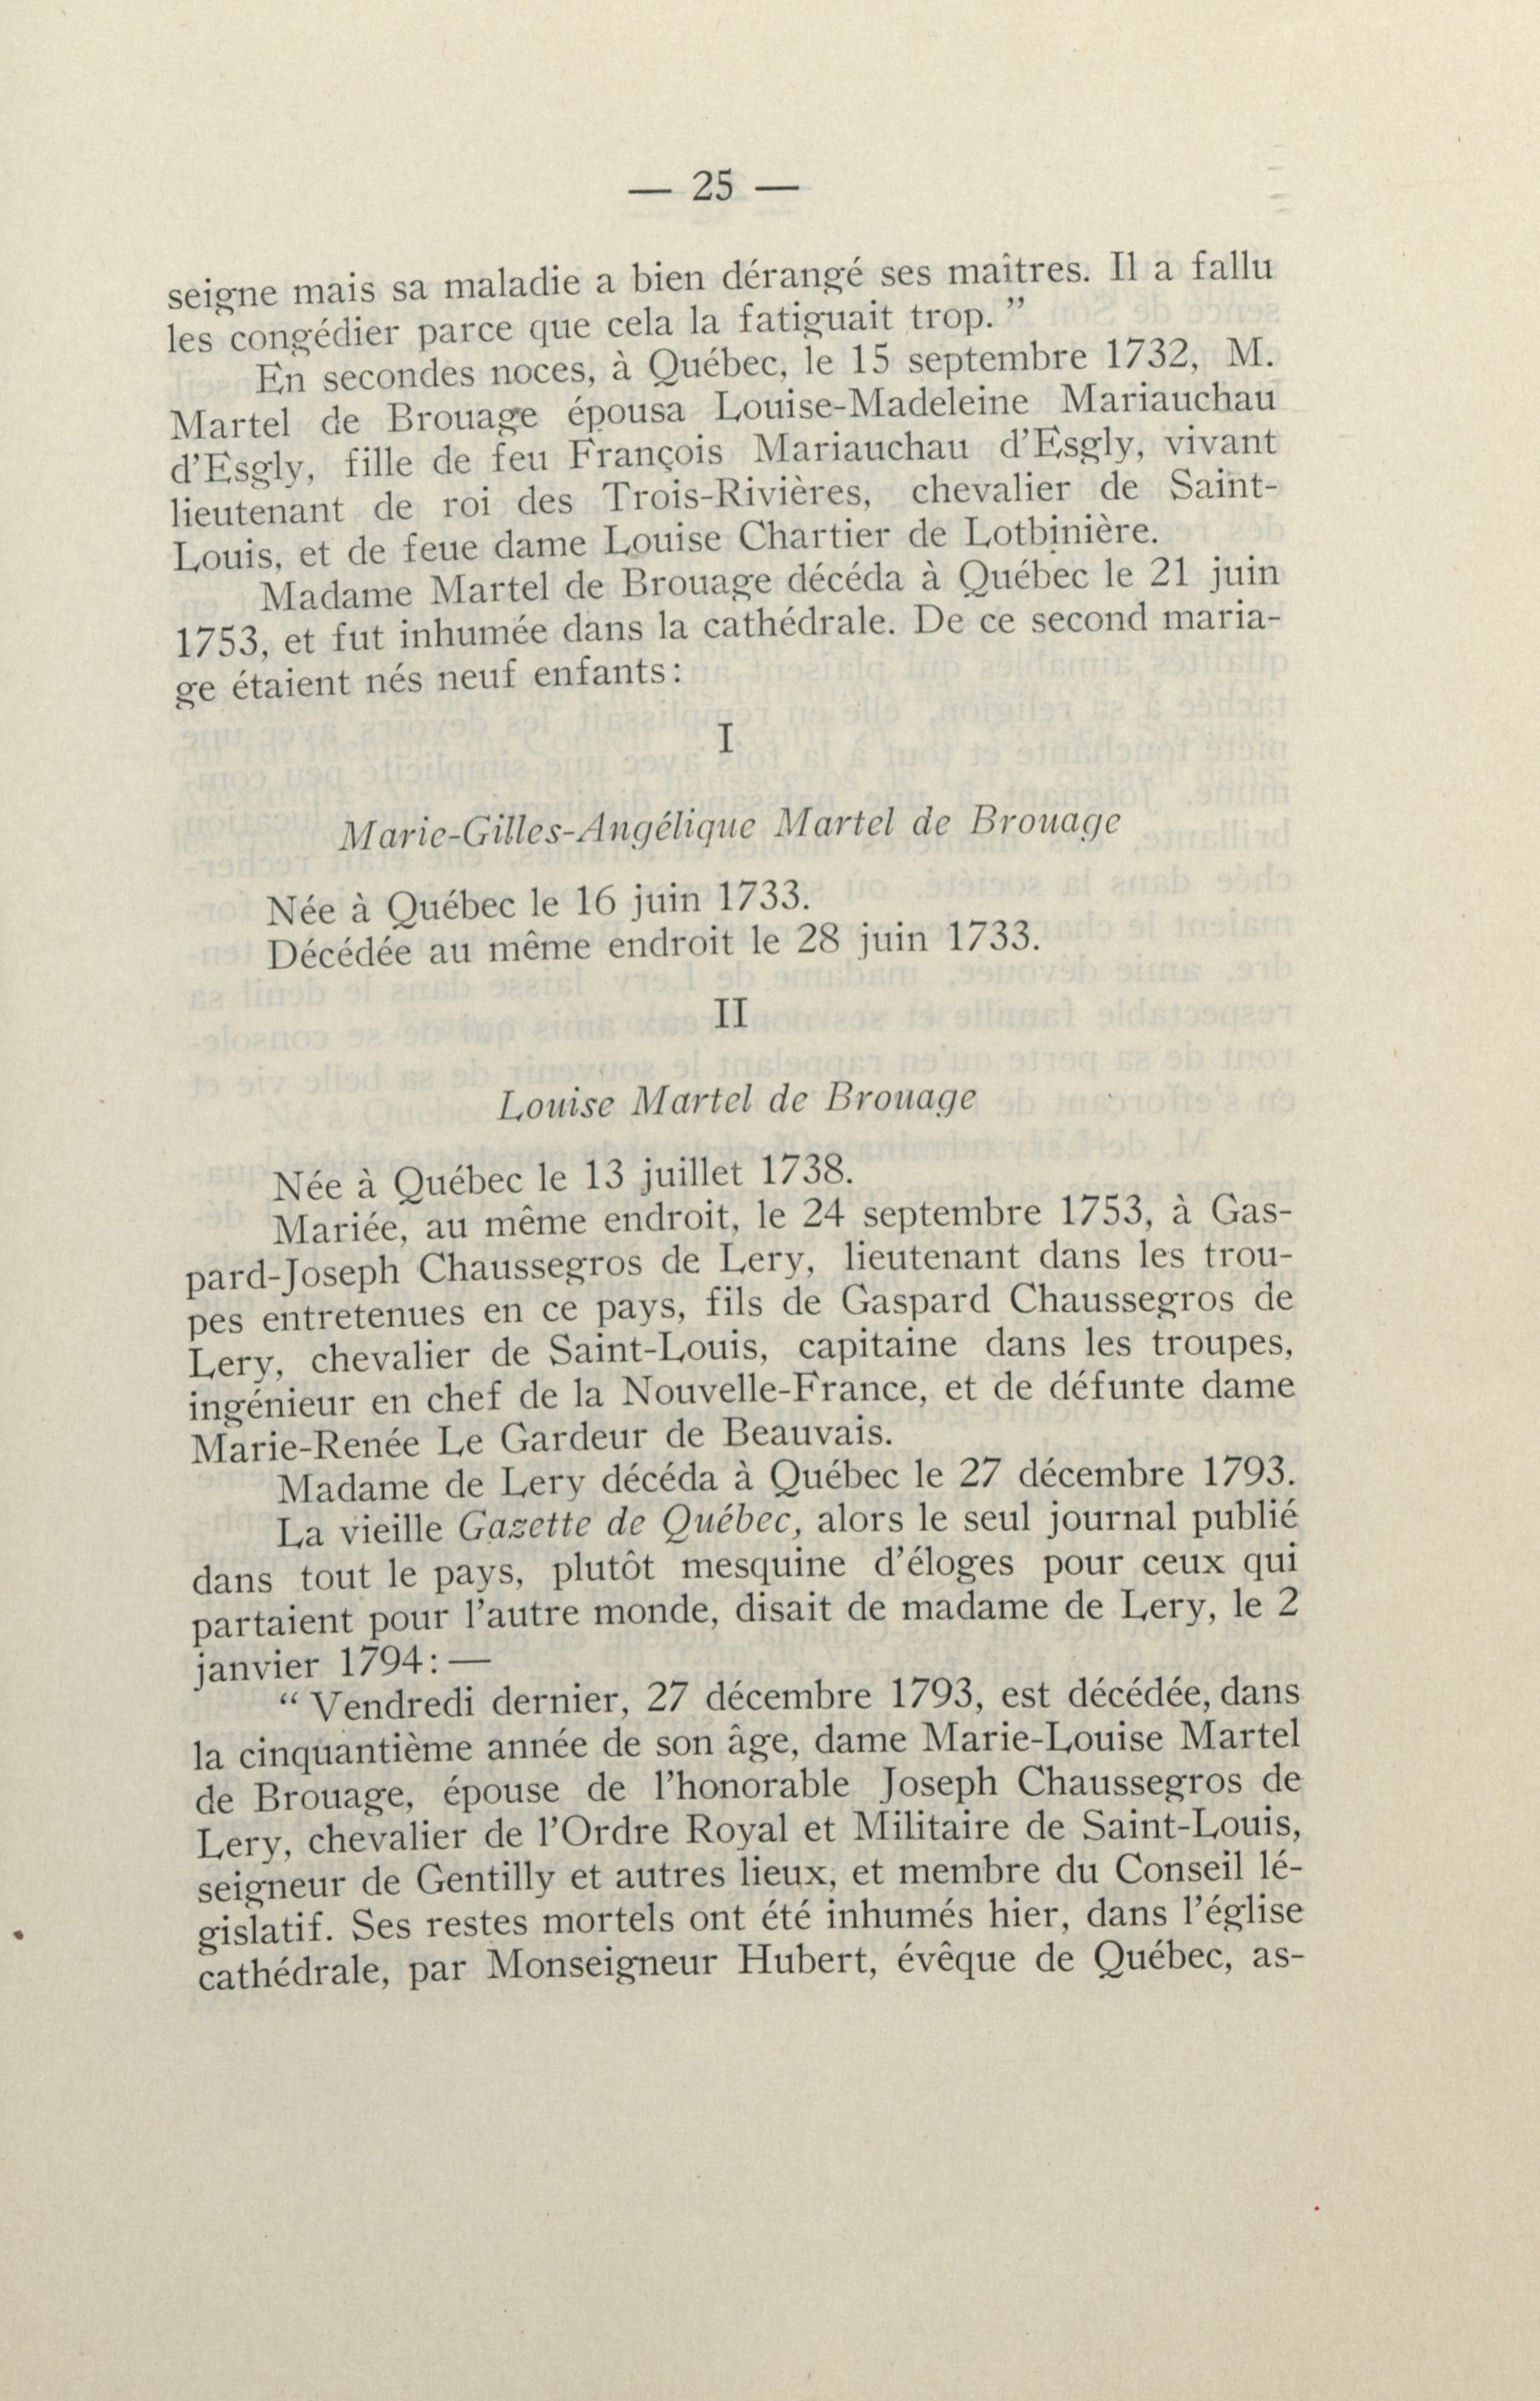 — 25 —
seigne mais sa maladie a bien dérangé ses maîtres. Il a fallu
les congédier parce que cela la fatiguait trop. ”
En secondes noces, à Québec, le 15 septembre 1732, M.
Martel de Brouage épousa Louise-Madeleine Mariauchau
d'Esgly, fille de feu François Mariauchau d'Esgly, vivant
lieutenant de roi des Trois-Rivières, chevalier de Saint-
Louis, et de feue dame Louise Chartier de Lotbinière.
Madame Martel de Brouage décéda à Québec le 21 juin
1753, et fut inhumée dans la cathédrale. De ce second maria-
ge étaient nés neuf enfants:
I
Marie-Gilles-Angélique Martel de Brouage
Née à Québec le 16 juin 1733.
Décédée au même endroit le 28 juin 1733.
II
Louise Martel de Brouage
Née à Québec le 13 juillet 1738.
Mariée, au même endroit, le 24 septembre 1753, à Gas-
pard-Joseph Chaussegros de Lery, lieutenant dans les trou-
pes entretenues en ce pays, fils de Gaspard Chaussegros de
Lery, chevalier de Saint-Louis, capitaine dans les troupes,
ingénieur en chef de la Nouvelle-France, et de défunte dame
Marie-Renée Le Gardeur de Beauvais.
Madame de Lery décéda à Québec le 27 décembre 1793.
La vieille Gazette de Québec, alors le seul journal publié
dans tout le pays, plutôt mesquine d'éloges pour ceux qui
partaient pour l'autre monde, disait de madame de Lery, le 2
janvier 1794: —
“ Vendredi dernier, 27 décembre 1793, est décédée, dans
la cinquantième année de son âge, dame Marie-Louise Martel
de Brouage, épouse de l'honorable Joseph Chaussegros de
Lery, chevalier de l'Ordre Royal et Militaire de Saint-Louis,
seigneur de Gentilly et autres lieux, et membre du Conseil lé-
gislatif. Ses restes mortels ont été inhumés hier, dans l'église
cathédrale, par Monseigneur Hubert, évêque de Québec, as-